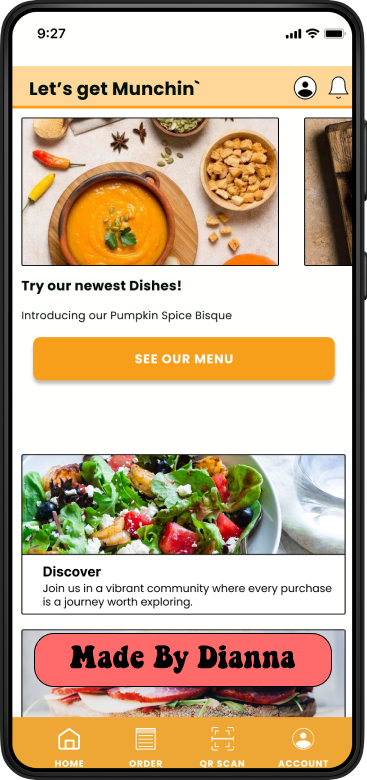 9:27
Let's get Munchin`
Try our newest Dishes!
Introducing our Pumpkin Spice Bisque
SEE OUR MENU
Discover
Join us in a vibrant community where every purchase
is a journey worth exploring.
Made By Dianna
HOME ORDER QR SCAN ACCOUNT